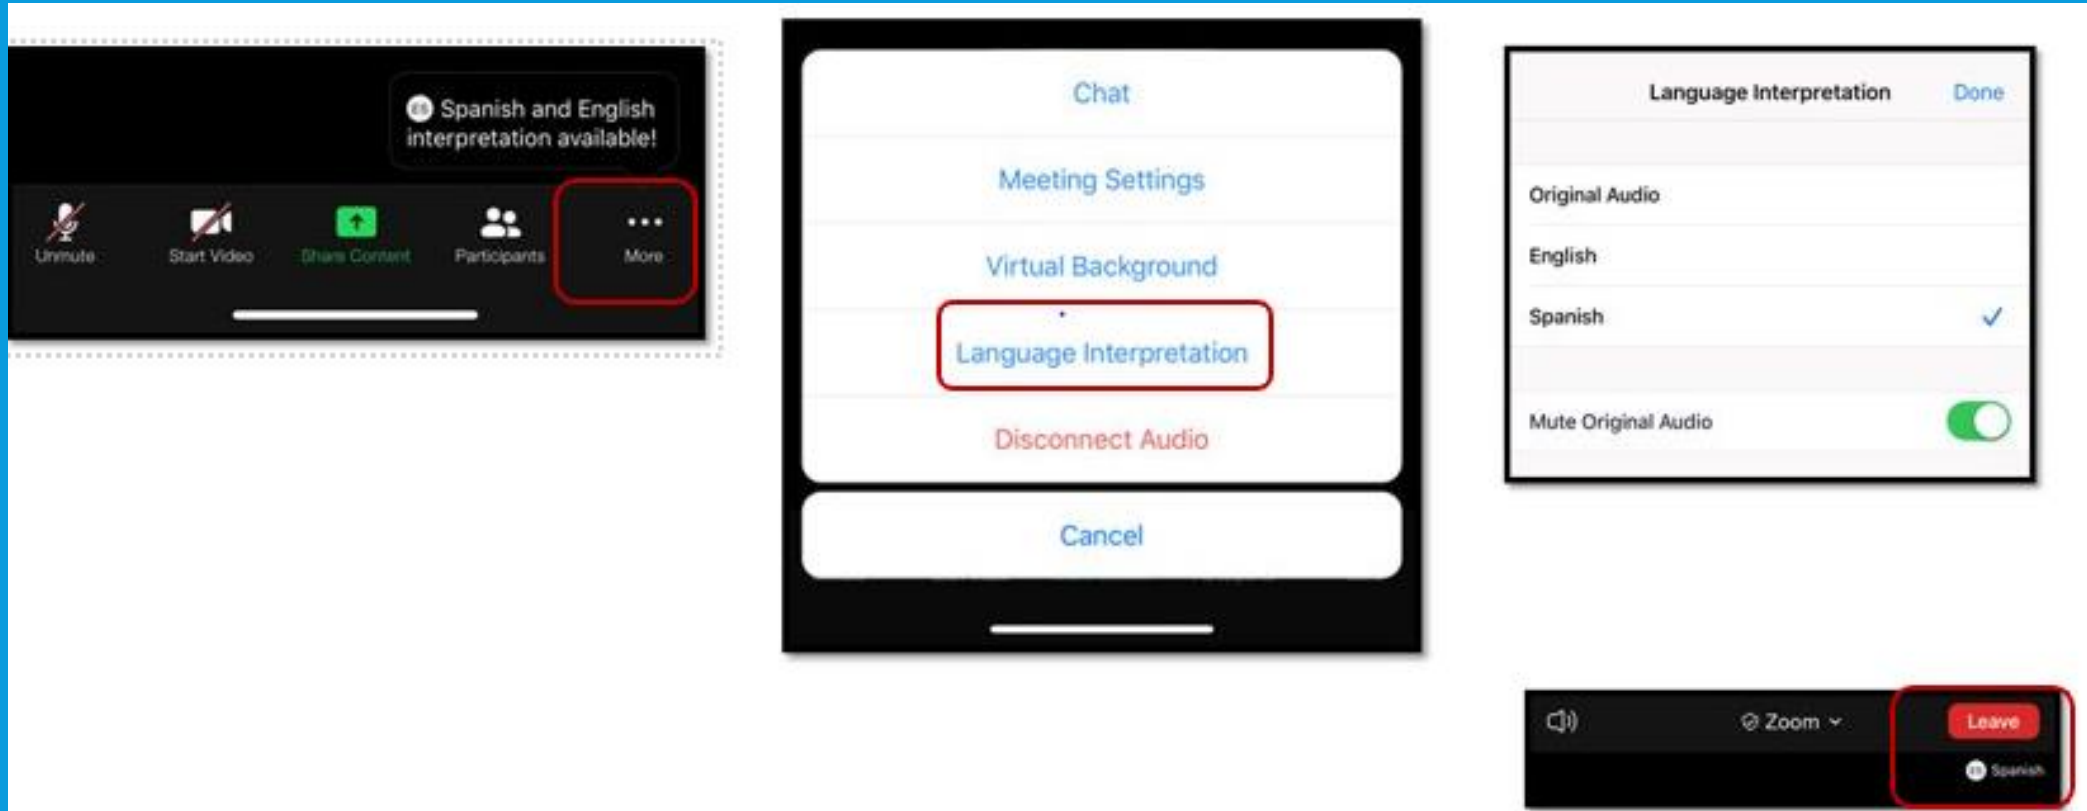 Spanish and English
interpretation available!
Unmute
Start Video
Share Content
Participants
More
Chat
Meeting Settings
Virtual Background
Language Interpretation
Disconnect Audio
Cancel
Language Interpretation
Done
Original Audio
English
Spanish
Mute Original Audio
Zoom
Leave
Spanish